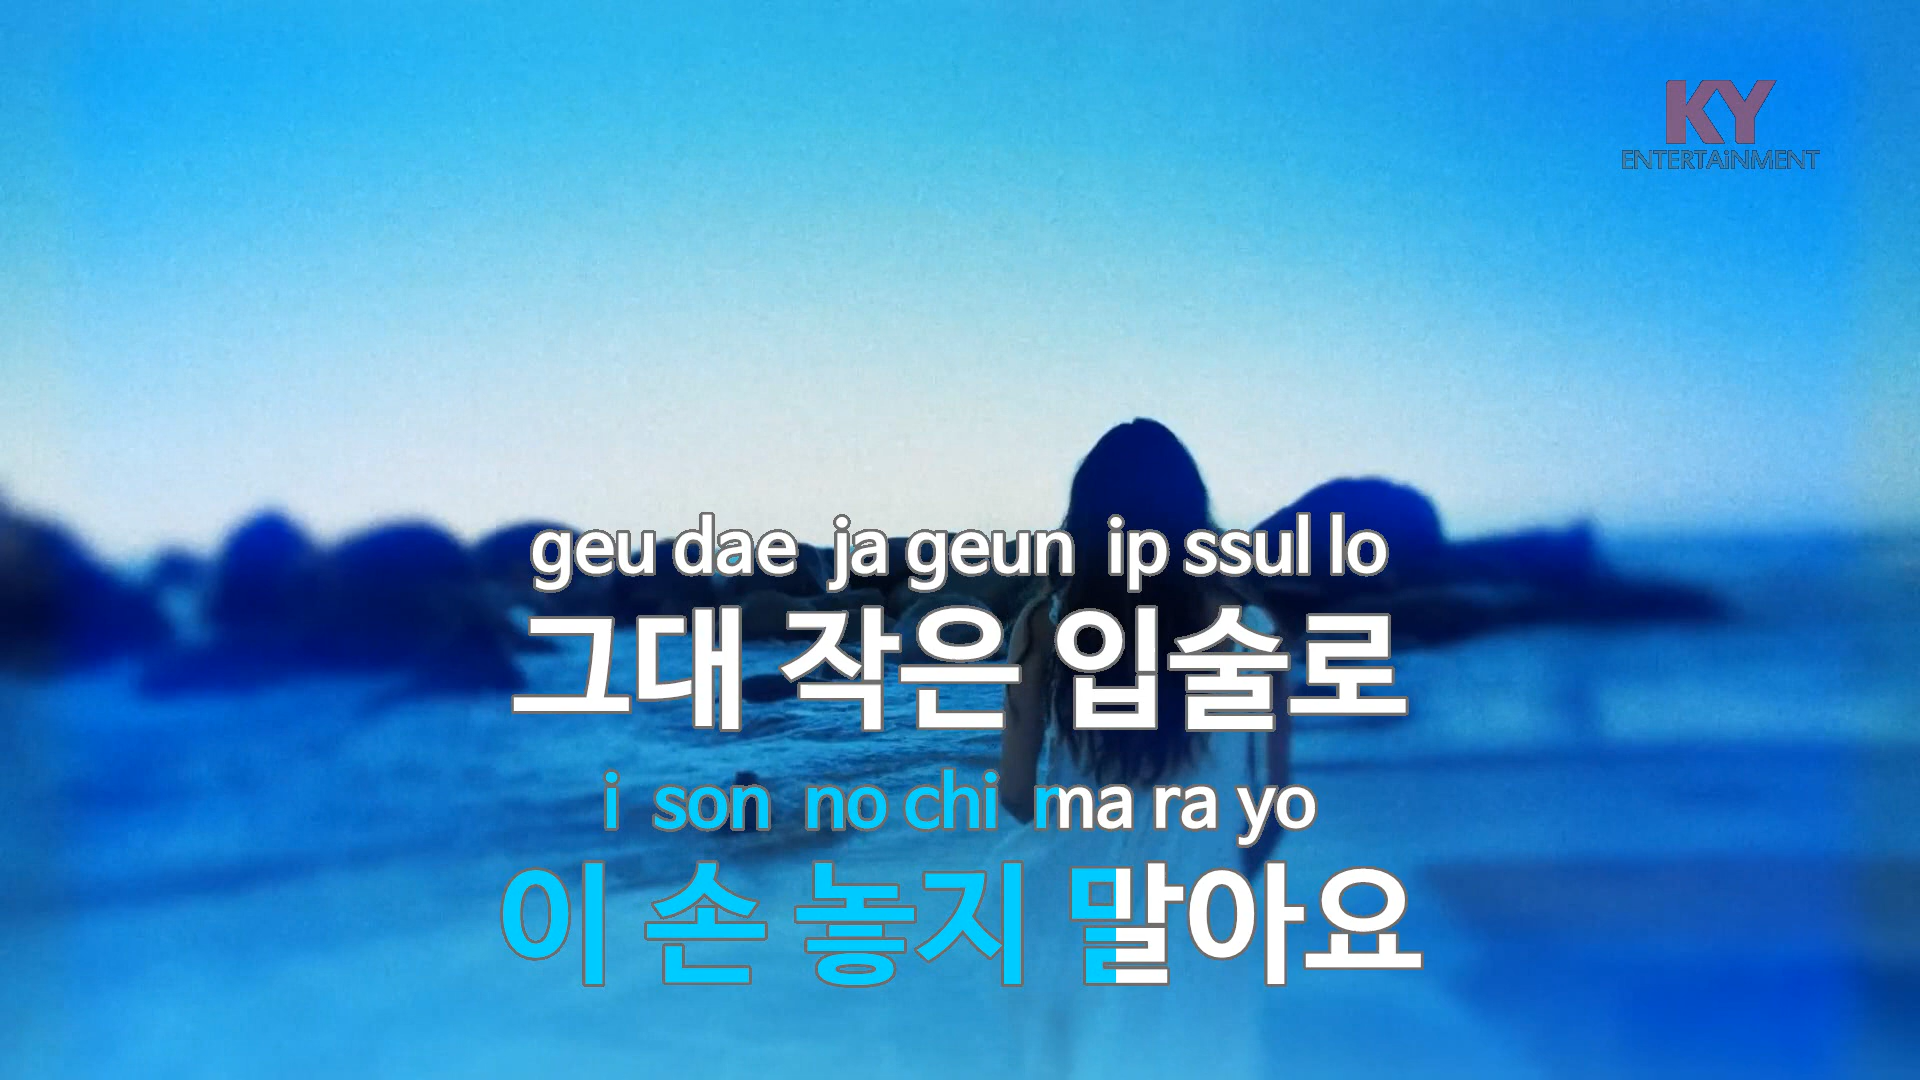 KY
ENTERTAiNMENT
geu dae ja geun ip ssul lo
그대 작은 입술로
i son no chi ma ra yo
이 손 놓지 말아요